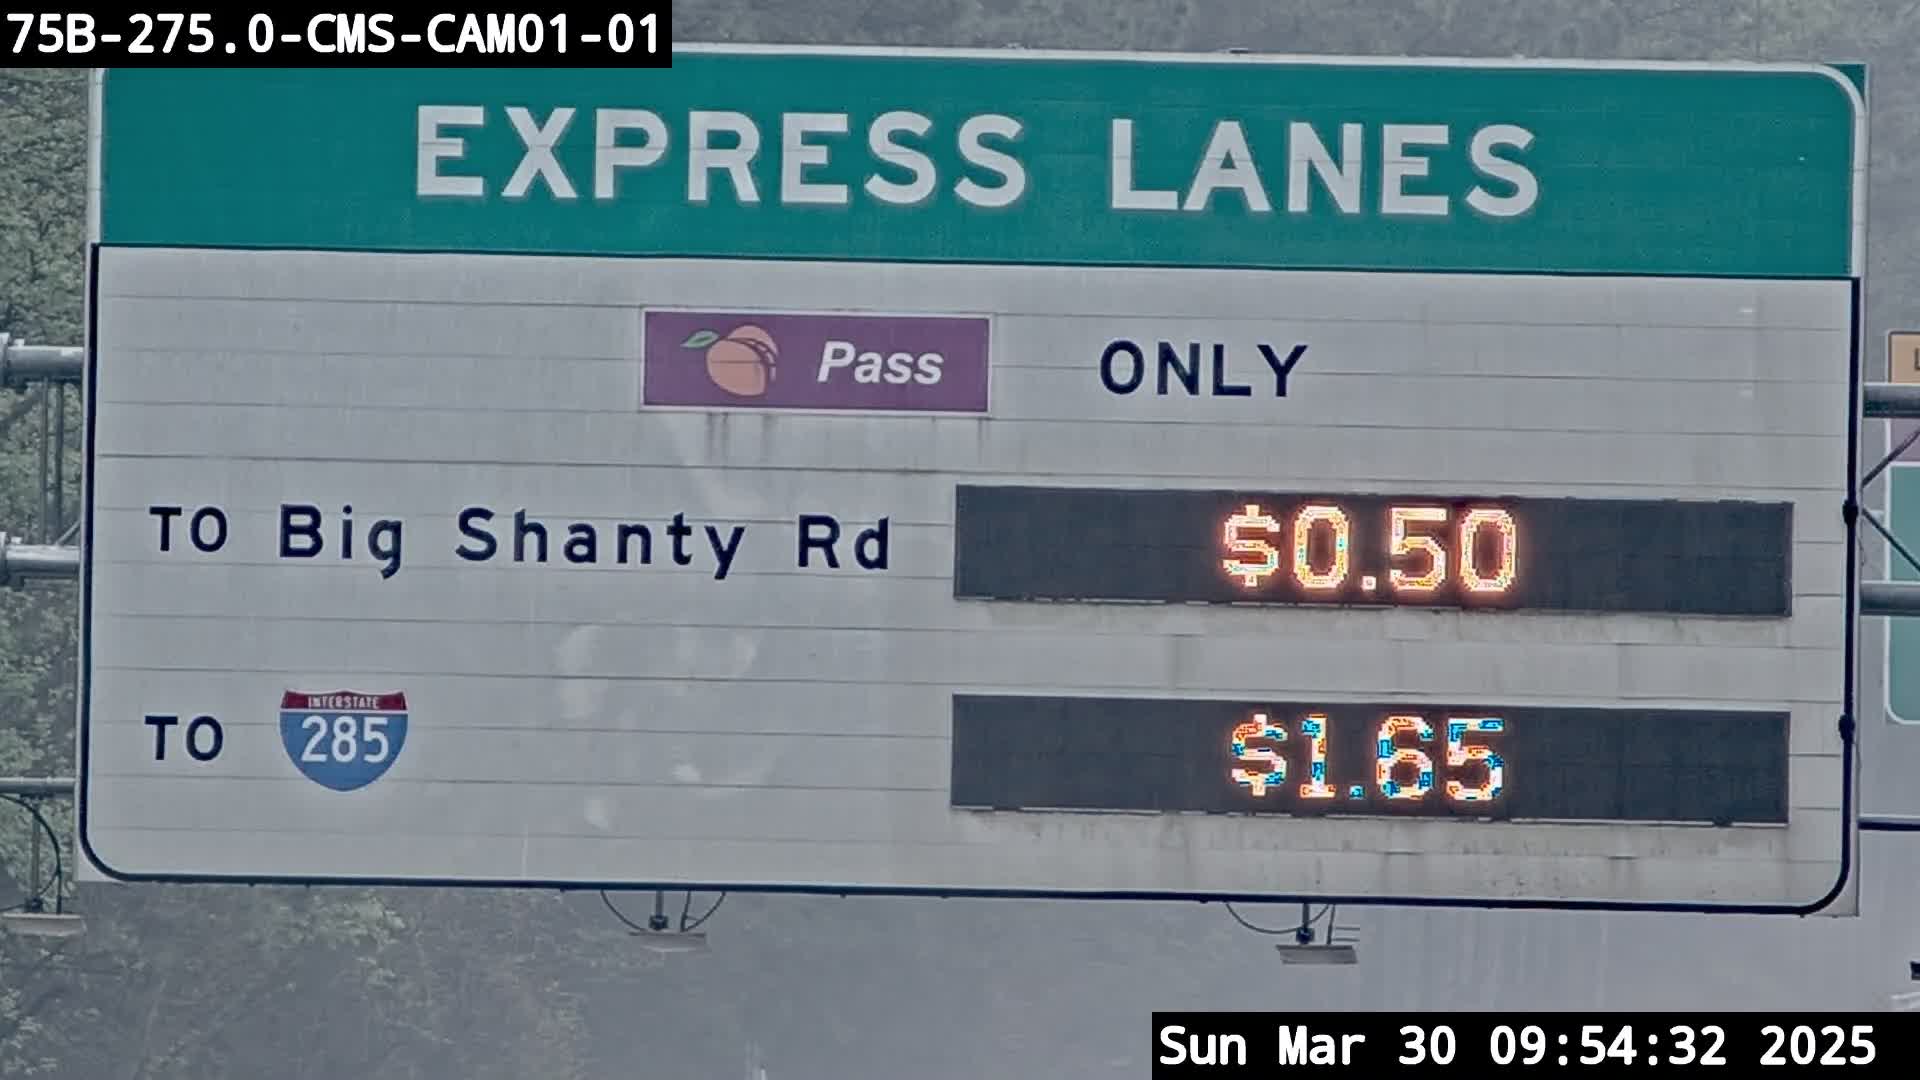 75B-275.0-CMS-CAM01-01
EXPRESS LANES
Pass ONLY
TO Big Shanty Rd $0.50
INTERSTATE
TO 285 $1.65
Sun Mar 30 09:54:32 2025